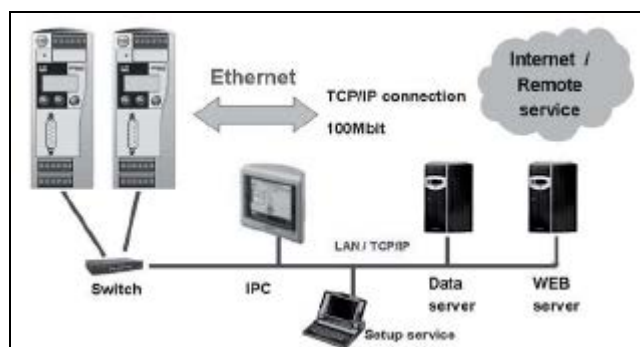 Ethernet
TCP/IP connection
100Mbit
Internet /
Remote
service
LAN / TCP/IP
Switch
IPC
Data
server
WEB
server
Setup service